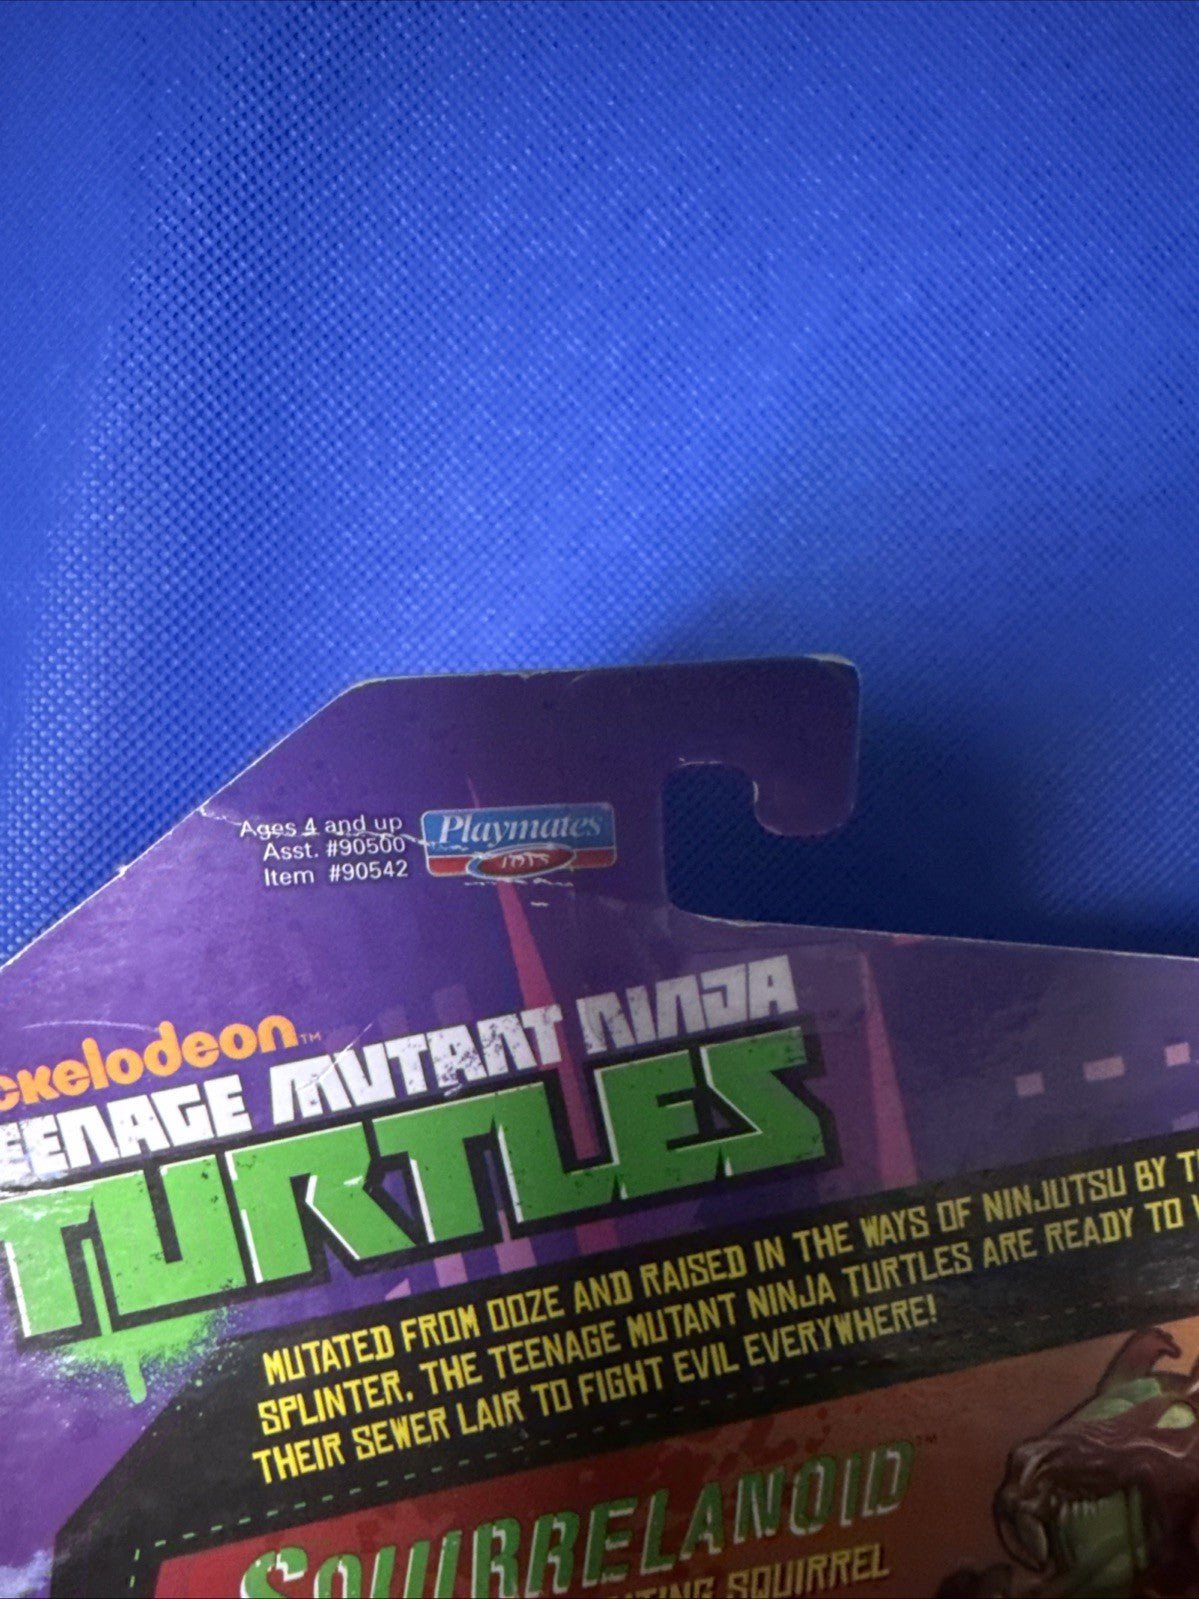 Ages 4 and up
Asst. #90500
Item #90542
Playmates
TOYS
ckelodeon™
EENAGE MUTANT NINJA
TURTLES
MUTATED FROM OOZE AND RAISED IN THE WAYS OF NINJUTSU BY
SPLINTER, THE TEENAGE MUTANT NINJA TURTLES ARE READY TO
THEIR SEWER LAIR TO FIGHT EVIL EVERYWHERE!
SQUIRRELANOID™
SQUIRREL